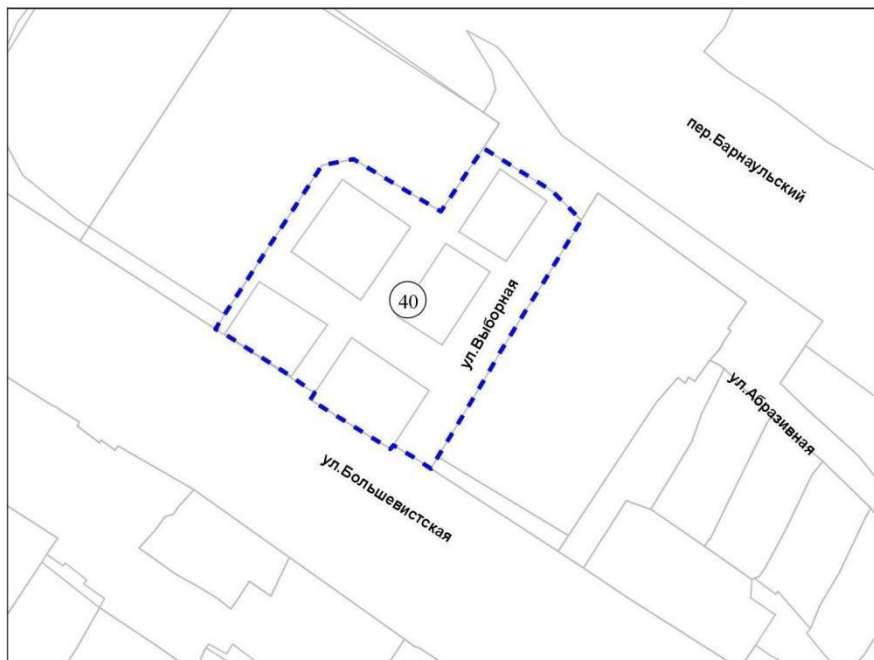 пер.Барнаульский
40
ул.Выборная
ул.Абразивная
ул.Большевистская